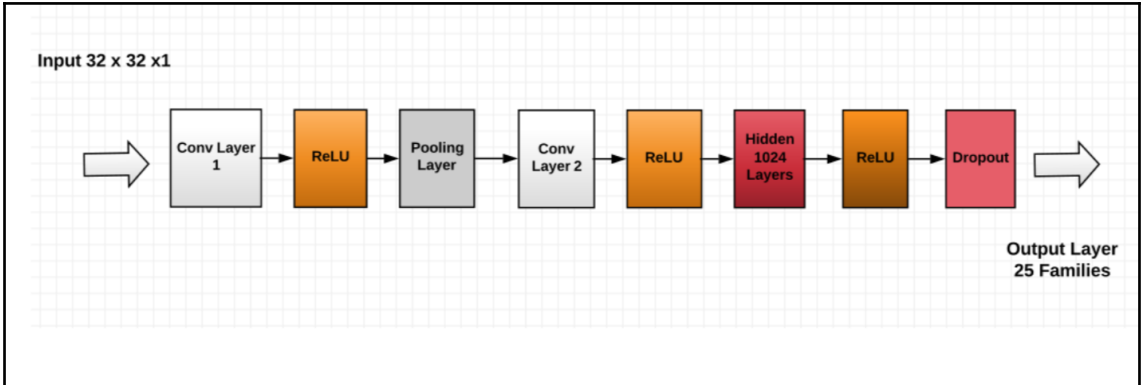 Input 32 x 32 x1
Conv Layer
1
ReLU
Pooling
Layer
Conv
Layer 2
ReLU
Hidden
1024
Layers
ReLU
Dropout
Output Layer
25 Families